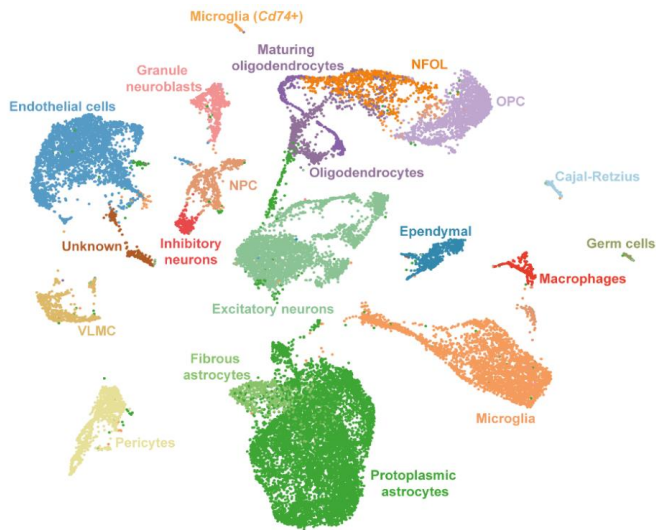 Microglia (Cd74+)
Maturing
oligodendrocytes
NFOL
Granule
neuroblasts
OPC
Endothelial cells
Oligodendrocytes
NPC
Cajal-Retzius
Unknown
Inhibitory
neurons
Ependymal
Germ cells
Macrophages
Excitatory neurons
VLMC
Fibrous
astrocytes
Microglia
Pericytes
Protoplasmic
astrocytes